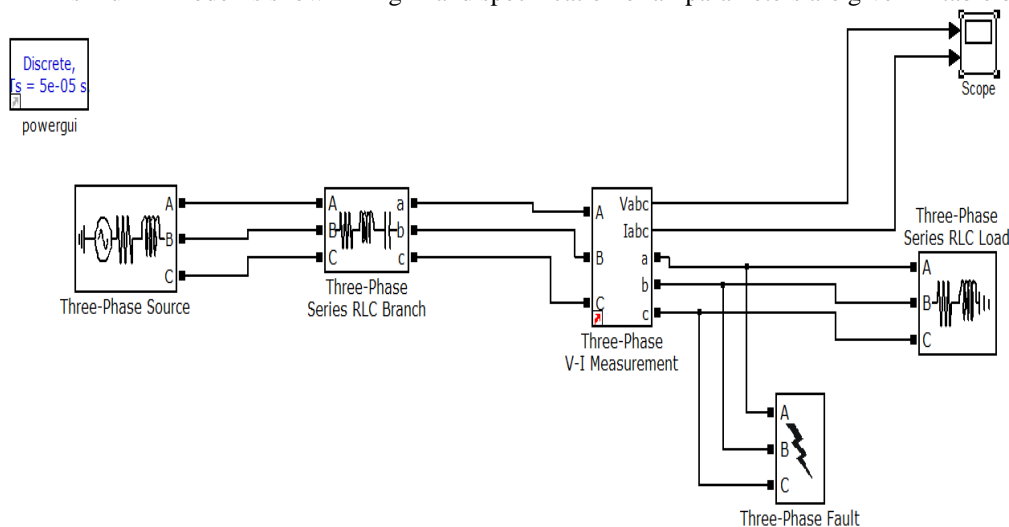 Discrete,
Ts = 5e-05 s
powergui
Scope
A
B
C
Three-Phase Source
A
B
C
a
b
c
Three-Phase
Series RLC Branch
A
B
C
Vabc
Iabc
a
b
c
Three-Phase
V-I Measurement
Three-Phase
Series RLC Load
A
B
C
A
B
C
Three-Phase Fault